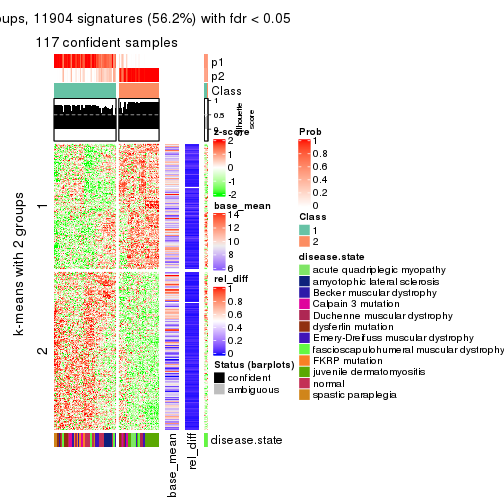 oups, 11904 signatures (56.2%) with fdr < 0.05
117 confident samples
p1
p2
Class
1
0.5
0
Silhouette score
k-means with 2 groups
1
2
base_mean
rel_diff
disease.state
z-score
2
1
0
-1
-2
base_mean
14
12
10
8
6
rel_diff
1
0.8
0.6
0.4
0.2
0
Status (barplots)
confident
ambiguous
Prob
1
0.8
0.6
0.4
0.2
0
Class
1
2
disease.state
acute quadriplegic myopathy
amyotophic lateral sclerosis
Becker muscular dystrophy
Calpain 3 mutation
Duchenne muscular dystrophy
dysferlin mutation
Emery-Dreifuss muscular dystrophy
fascioscapulohumeral muscular dystrophy
FKRP mutation
juvenile dermatomyositis
normal
spastic paraplegia